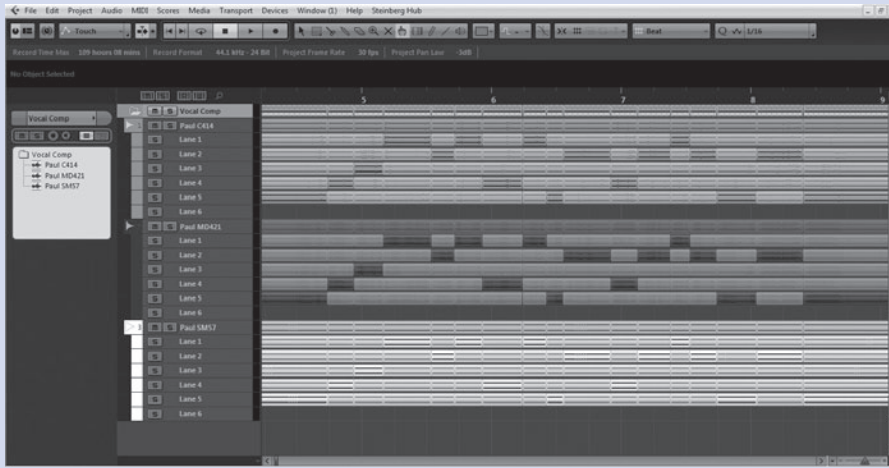 File Edit Project Audio MIDI Scores Media Transport Devices Window (1) Help Steinberg Hub
Touch Beat Q 1/16
Record Time Max 109 hours 08 mins Record Format 44.1 kHz - 24 Bit Project Frame Rate 30 fps Project Pan Law -3dB
No Object Selected
5 6 7 8 9
Vocal Comp
m S Vocal Comp
1 m S Paul C414
S Lane 1
S Lane 2
S Lane 3
S Lane 4
S Lane 5
S Lane 6
m S Paul MD421
S Lane 1
S Lane 2
S Lane 3
S Lane 4
S Lane 5
S Lane 6
3 m S Paul SM57
S Lane 1
S Lane 2
S Lane 3
S Lane 4
S Lane 5
S Lane 6
Vocal Comp
Paul C414
Paul MD421
Paul SM57